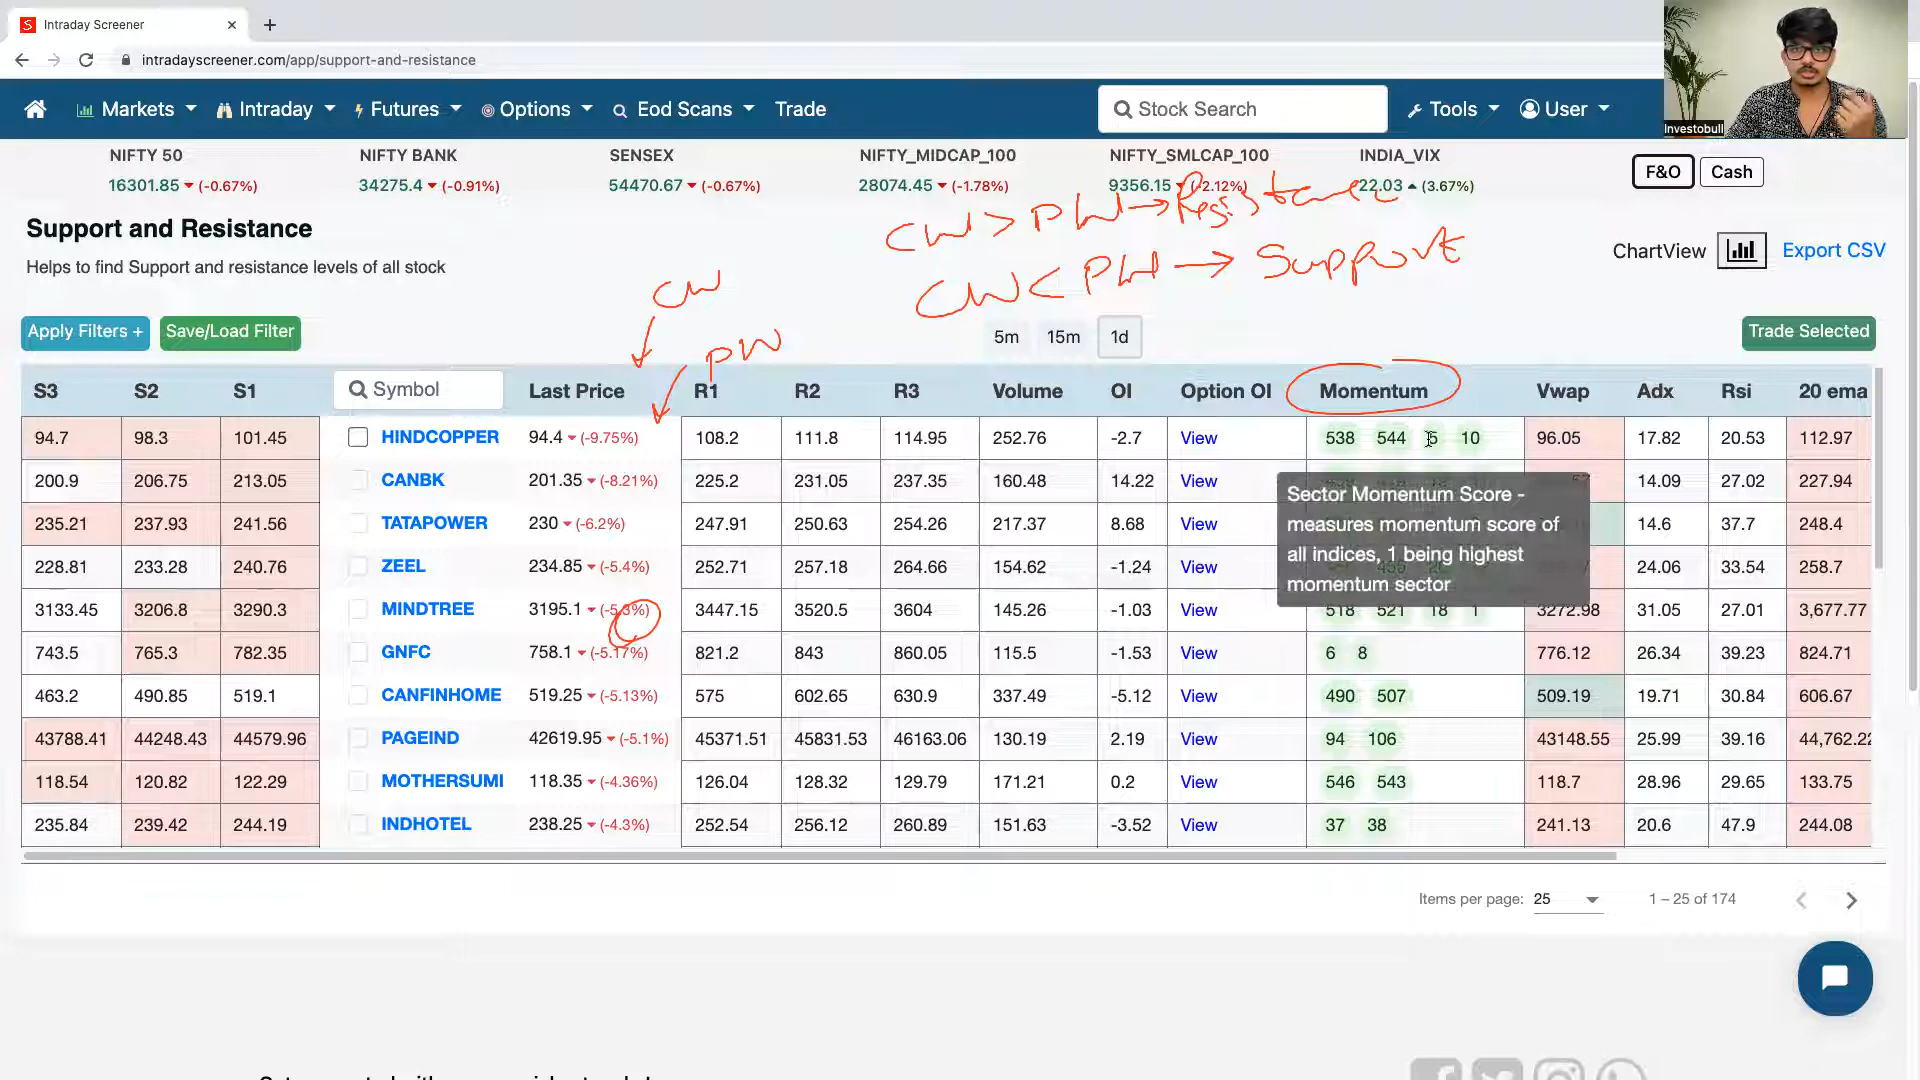 Intraday Screener
intradayscreener.com/app/support-and-resistance
Investobull
Markets Intraday Futures Options Eod Scans Trade Stock Search Tools User
NIFTY 50 NIFTY BANK SENSEX NIFTY_MIDCAP_100 NIFTY_SMLCAP_100 INDIA_VIX
16301.85 (-0.67%) 34275.4 (-0.91%) 54470.67 (-0.67%) 28074.45 (-1.78%) 9356.15 (-2.12%) 22.03 (3.67%)
F&O Cash
CW > PW → Resistance
CW < PW → Support
Support and Resistance
Helps to find Support and resistance levels of all stock
ChartView Export CSV
CW
PW
Apply Filters + Save/Load Filter 5m 15m 1d Trade Selected
S3 S2 S1 Symbol Last Price R1 R2 R3 Volume OI Option OI Momentum Vwap Adx Rsi 20 ema
94.7 98.3 101.45 HINDCOPPER 94.4 (-9.75%) 108.2 111.8 114.95 252.76 -2.7 View 538 544 5 10 96.05 17.82 20.53 112.97
200.9 206.75 213.05 CANBK 201.35 (-8.21%) 225.2 231.05 237.35 160.48 14.22 View 14.09 27.02 227.94
235.21 237.93 241.56 TATAPOWER 230 (-6.2%) 247.91 250.63 254.26 217.37 8.68 View 14.6 37.7 248.4
228.81 233.28 240.76 ZEEL 234.85 (-5.4%) 252.71 257.18 264.66 154.62 -1.24 View 24.06 33.54 258.7
3133.45 3206.8 3290.3 MINDTREE 3195.1 (-5.3%) 3447.15 3520.5 3604 145.26 -1.03 View 518 521 18 1 3272.98 31.05 27.01 3,677.77
743.5 765.3 782.35 GNFC 758.1 (-5.17%) 821.2 843 860.05 115.5 -1.53 View 6 8 776.12 26.34 39.23 824.71
463.2 490.85 519.1 CANFINHOME 519.25 (-5.13%) 575 602.65 630.9 337.49 -5.12 View 490 507 509.19 19.71 30.84 606.67
43788.41 44248.43 44579.96 PAGEIND 42619.95 (-5.1%) 45371.51 45831.53 46163.06 130.19 2.19 View 94 106 43148.55 25.99 39.16 44,762.22
118.54 120.82 122.29 MOTHERSUMI 118.35 (-4.36%) 126.04 128.32 129.79 171.21 0.2 View 546 543 118.7 28.96 29.65 133.75
235.84 239.42 244.19 INDHOTEL 238.25 (-4.3%) 252.54 256.12 260.89 151.63 -3.52 View 37 38 241.13 20.6 47.9 244.08
Sector Momentum Score -
measures momentum score of
all indices, 1 being highest
momentum sector
Items per page: 25 1 – 25 of 174